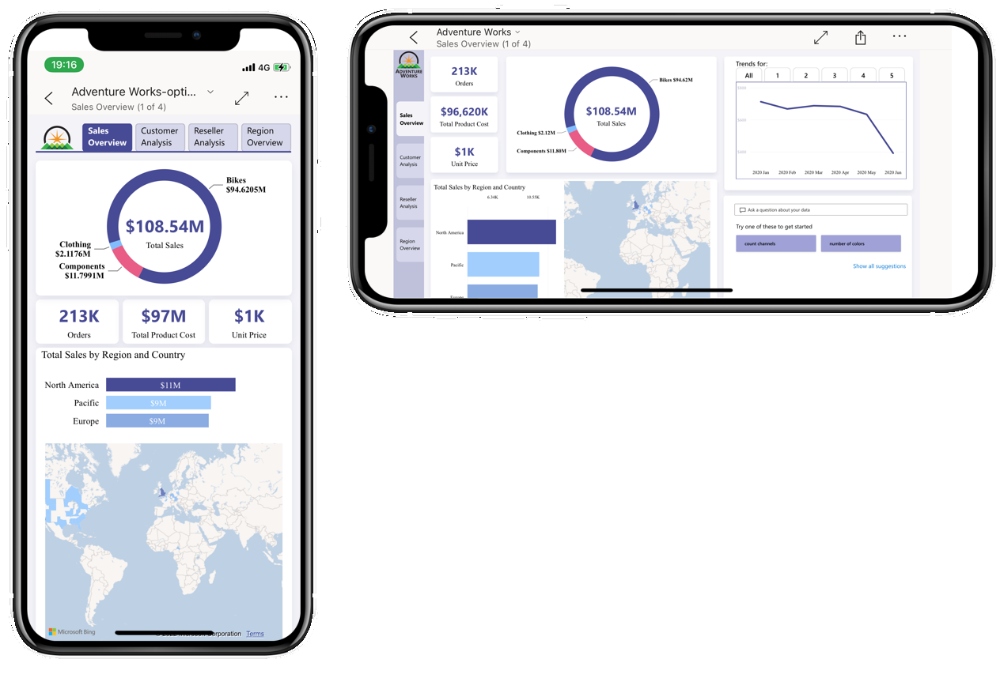 19:16
4G
Adventure Works-opti...
Sales Overview (1 of 4)
Sales
Overview
Customer
Analysis
Reseller
Analysis
Region
Overview
Bikes
$94.6205M
$108.54M
Total Sales
Clothing
$2.1176M
Components
$11.7991M
213K
Orders
$97M
Total Product Cost
$1K
Unit Price
Total Sales by Region and Country
North America
$11M
Pacific
$9M
Europe
$9M
Microsoft Bing
Corporation
Terms
Adventure Works
Sales Overview (1 of 4)
ADVENTURE
WORKS
Sales
Overview
Customer
Analysis
Reseller
Analysis
Region
Overview
213K
Orders
$96,620K
Total Product Cost
$1K
Unit Price
Bikes $94.62M
$108.54M
Total Sales
Clothing $2.12M
Components $11.80M
Total Sales by Region and Country
6.34K 10.55K
North America
Pacific
Europe
Trends for:
All 1 2 3 4 5
$800
$600
$400
2020 Jan 2020 Feb 2020 Mar 2020 Apr 2020 May 2020 Jun
Ask a question about your data
Try one of these to get started
count channels
number of colors
Show all suggestions